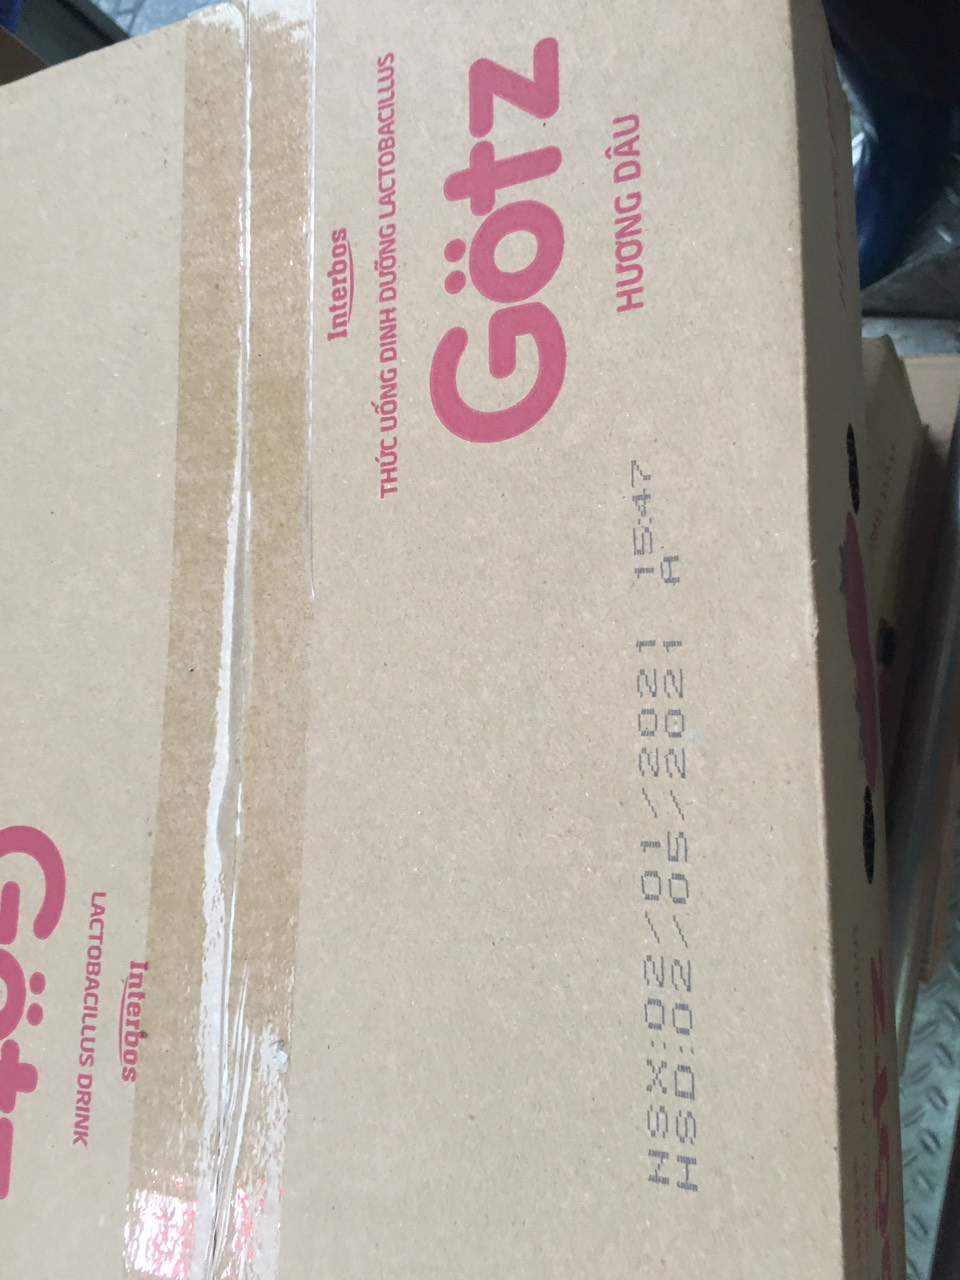 Interbos
THỨC UỐNG DINH DƯỠNG LACTOBACILLUS
Götz
HƯƠNG DÂU
NSX:02/01/2021 15:47
HSD:02/05/2021 A
Interbos
LACTOBACILLUS DRINK
Götz